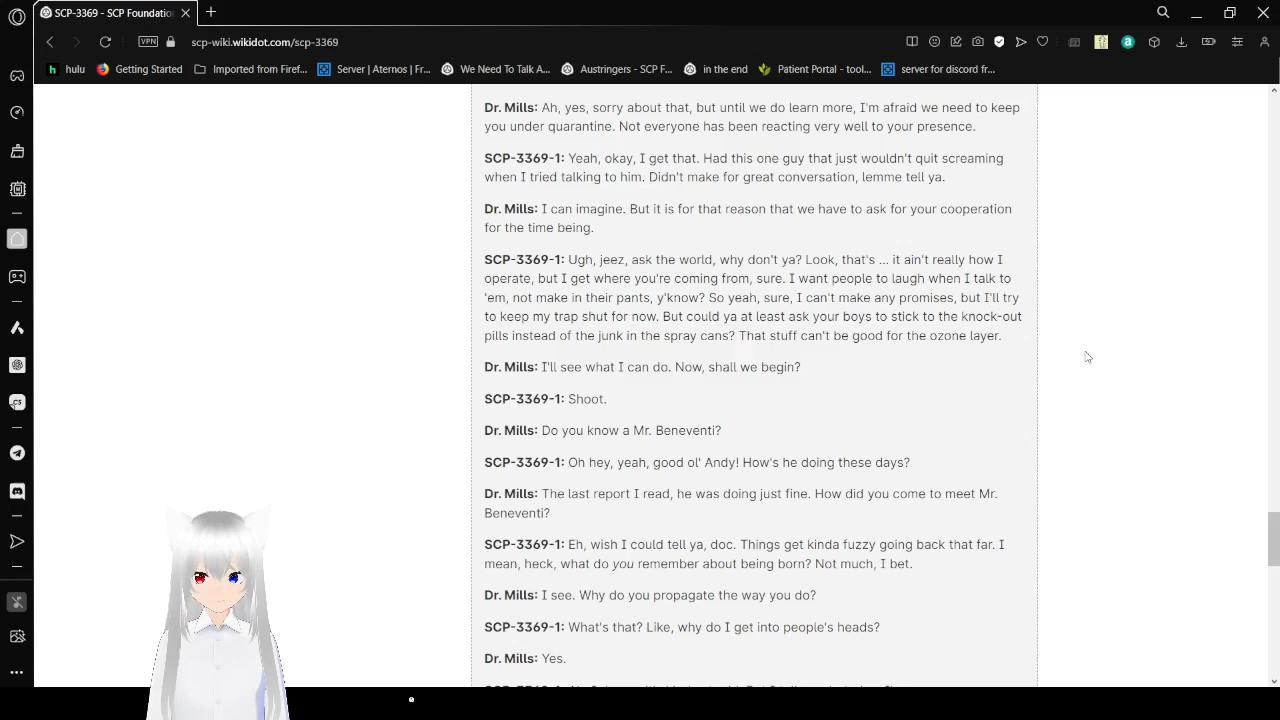 SCP-3369 - SCP Foundatio
VPN
scp-wiki.wikidot.com/scp-3369
hulu
Getting Started
Imported from Firef...
Server | Aternos | Fr...
We Need To Talk A...
Austringers - SCP F...
in the end
Patient Portal - tool...
server for discord fr...
Dr. Mills: Ah, yes, sorry about that, but until we do learn more, I'm afraid we need to keep
you under quarantine. Not everyone has been reacting very well to your presence.
SCP-3369-1: Yeah, okay, I get that. Had this one guy that just wouldn't quit screaming
when I tried talking to him. Didn't make for great conversation, lemme tell ya.
Dr. Mills: I can imagine. But it is for that reason that we have to ask for your cooperation
for the time being.
SCP-3369-1: Ugh, jeez, ask the world, why don't ya? Look, that's ... it ain't really how I
operate, but I get where you're coming from, sure. I want people to laugh when I talk to
'em, not make in their pants, y'know? So yeah, sure, I can't make any promises, but I'll try
to keep my trap shut for now. But could ya at least ask your boys to stick to the knock-out
pills instead of the junk in the spray cans? That stuff can't be good for the ozone layer.
Dr. Mills: I'll see what I can do. Now, shall we begin?
SCP-3369-1: Shoot.
Dr. Mills: Do you know a Mr. Beneventi?
SCP-3369-1: Oh hey, yeah, good ol' Andy! How's he doing these days?
Dr. Mills: The last report I read, he was doing just fine. How did you come to meet Mr.
Beneventi?
SCP-3369-1: Eh, wish I could tell ya, doc. Things get kinda fuzzy going back that far. I
mean, heck, what do you remember about being born? Not much, I bet.
Dr. Mills: I see. Why do you propagate the way you do?
SCP-3369-1: What's that? Like, why do I get into people's heads?
Dr. Mills: Yes.